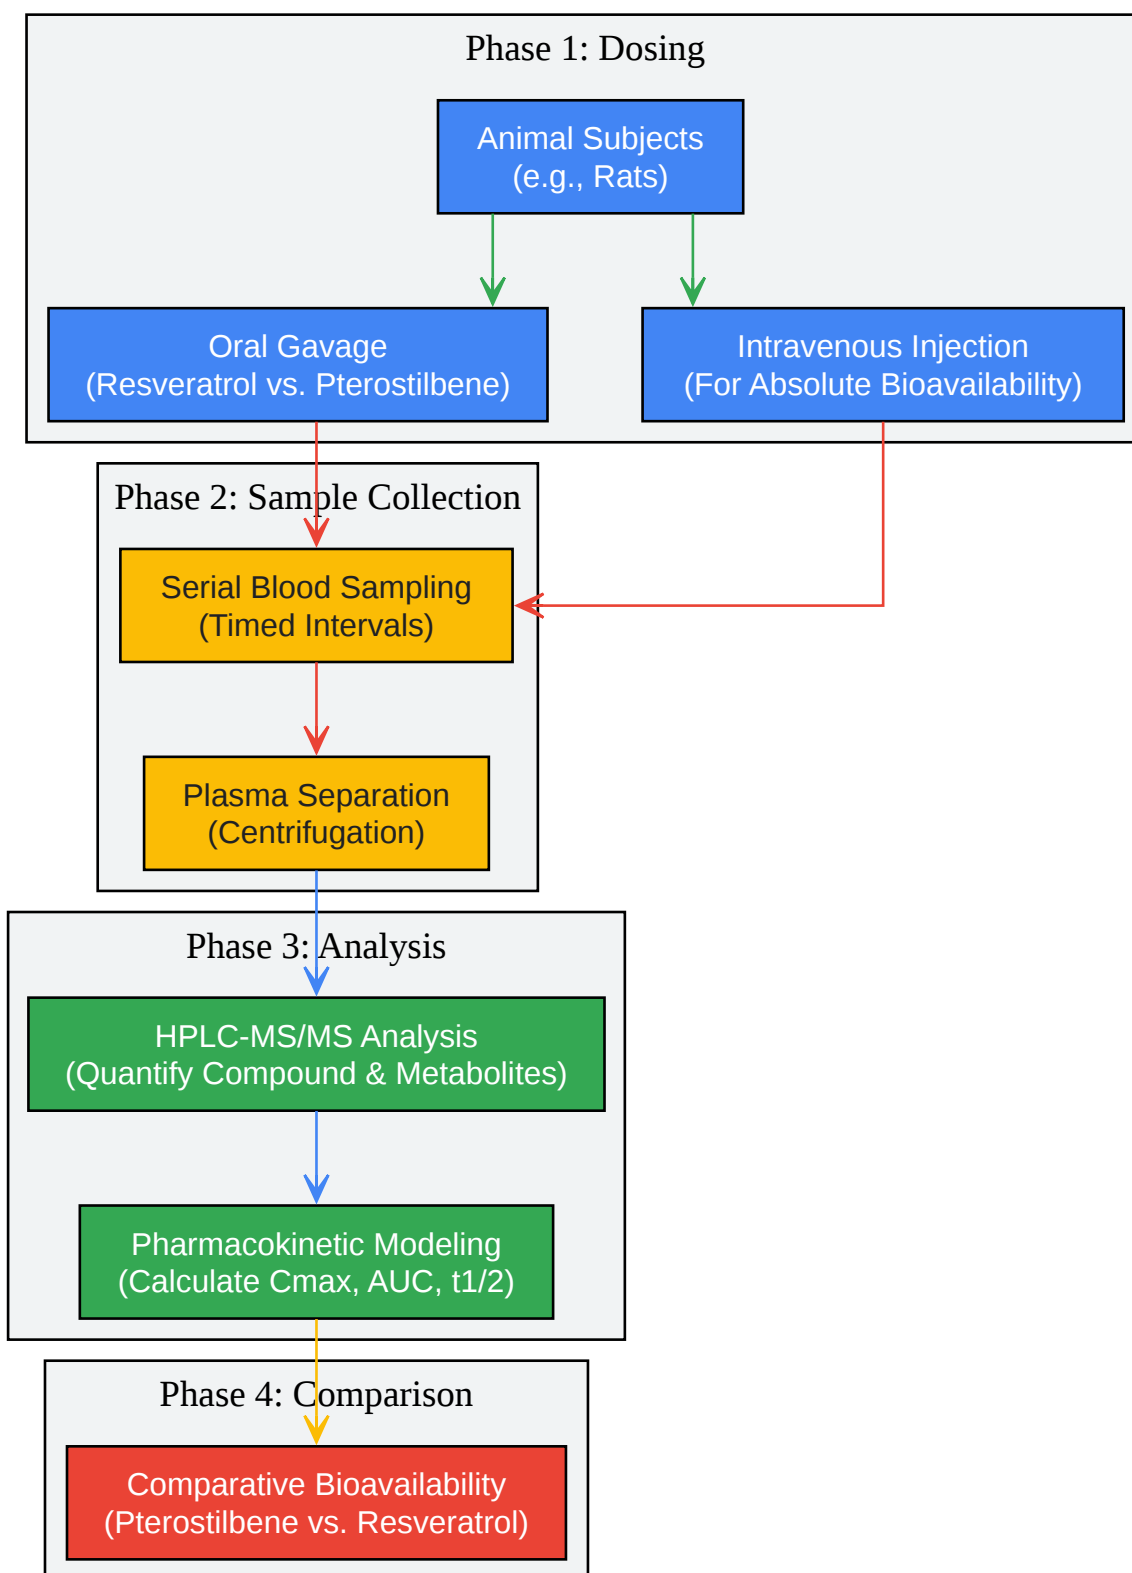 Phase 1: Dosing
Animal Subjects
(e.g., Rats)
Oral Gavage
(Resveratrol vs. Pterostilbene)
Intravenous Injection
(For Absolute Bioavailability)
Phase 2: Sample Collection
Serial Blood Sampling
(Timed Intervals)
Plasma Separation
(Centrifugation)
Phase 3: Analysis
HPLC-MS/MS Analysis
(Quantify Compound & Metabolites)
Pharmacokinetic Modeling
(Calculate Cmax, AUC, t1/2)
Phase 4: Comparison
Comparative Bioavailability
(Pterostilbene vs. Resveratrol)